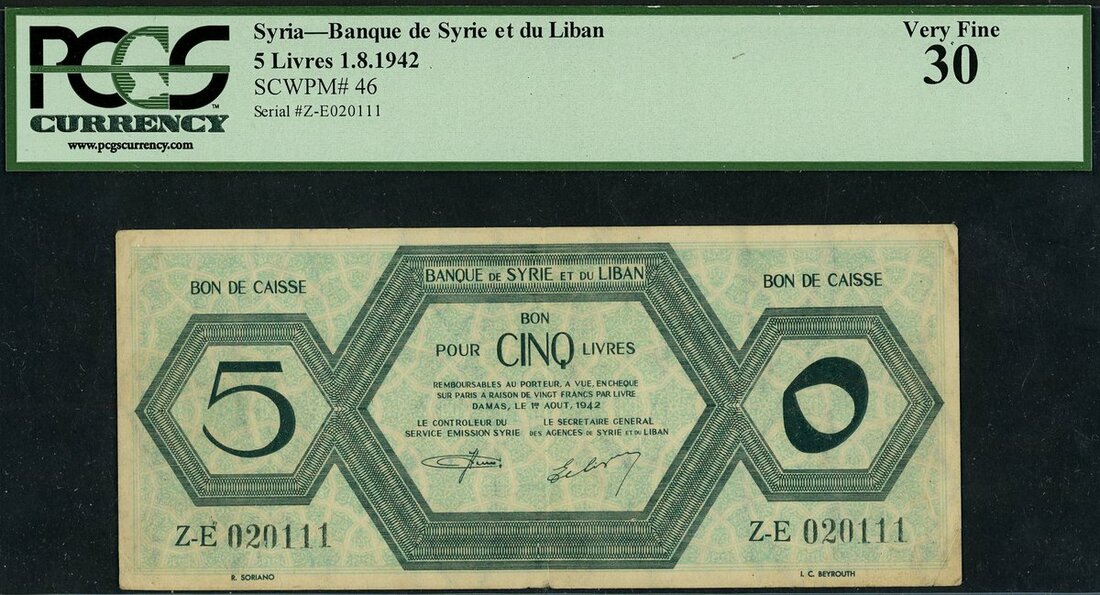 PCGS
CURRENCY
www.pcgscurrency.com
Syria—Banque de Syrie et du Liban
5 Livres 1.8.1942
SCWPM# 46
Serial #Z-E020111
Very Fine
30
BANQUE DE SYRIE ET DU LIBAN
BON DE CAISSE
BON DE CAISSE
BON
POUR CINQ LIVRES
REMBOURSABLES AU PORTEUR, A VUE, EN CHEQUE
SUR PARIS A RAISON DE VINGT FRANCS PAR LIVRE
DAMAS, LE 1ER AOUT, 1942
LE CONTROLEUR DU
SERVICE EMISSION SYRIE
LE SECRETAIRE GENERAL
DES AGENCES DE SYRIE ET DU LIBAN
5
٥
Z-E 020111
Z-E 020111
R. SORIANO
I. C. BEYROUTH